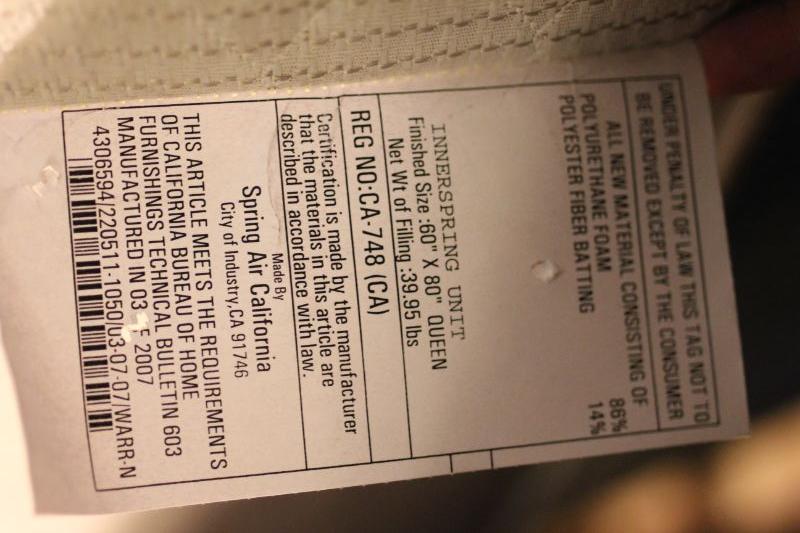 UNDER PENALTY OF LAW THIS TAG NOT TO
BE REMOVED EXCEPT BY THE CONSUMER
ALL NEW MATERIAL CONSISTING OF
POLYURETHANE FOAM 86%
POLYESTER FIBER BATTING 14%
INNERSPRING UNIT
Finished Size :60" X 80" QUEEN
Net Wt of Filling :39.95 lbs
REG NO:CA-748 (CA)
Certification is made by the manufacturer
that the materials in this article are
described in accordance with law.
Made By
Spring Air California
City of Industry,CA 91746
THIS ARTICLE MEETS THE REQUIREMENTS
OF CALIFORNIA BUREAU OF HOME
FURNISHINGS TECHNICAL BULLETIN 603
MANUFACTURED IN 03 2007
4306594/220511-1050/03-07-07/WARR-N